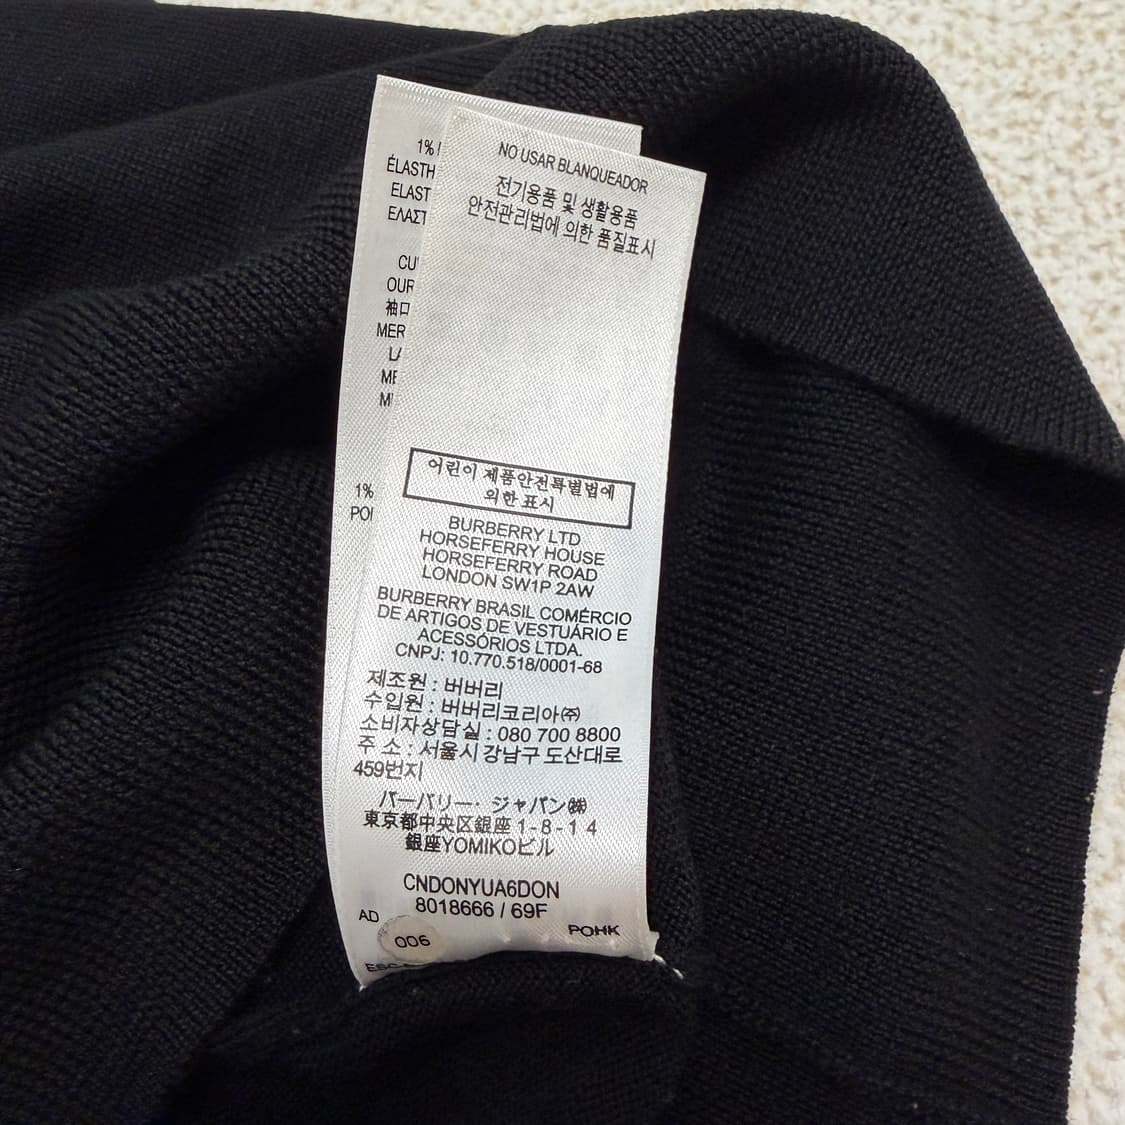 1%
ÉLASTH
ELAST
ΕΛΑΣΤ
CU
OUR
袖口
MER
LA
ME
M
1%
POI
AD
NO USAR BLANQUEADOR
전기용품 및 생활용품
안전관리법에 의한 품질표시
어린이 제품안전특별법에
의한 표시
BURBERRY LTD
HORSEFERRY HOUSE
HORSEFERRY ROAD
LONDON SW1P 2AW
BURBERRY BRASIL COMÉRCIO
DE ARTIGOS DE VESTUÁRIO E
ACESSÓRIOS LTDA.
CNPJ: 10.770.518/0001-68
제조원 : 버버리
수입원 : 버버리코리아㈜
소비자상담실 : 080 700 8800
주 소 : 서울시 강남구 도산대로
459번지
バーバリー・ジャパン㈱
東京都中央区銀座 1 - 8 - 1 4
銀座YOMIKOビル
CNDONYUA6DON
8018666 / 69F
006
POHK